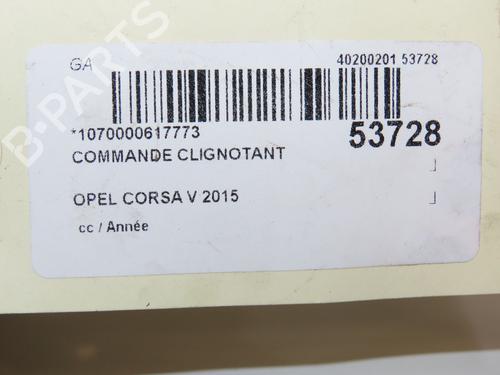 GA
40200201 53728
*1070000617773
53728
COMMANDE CLIGNOTANT
OPEL CORSA V 2015
cc / Année
B-PARTS